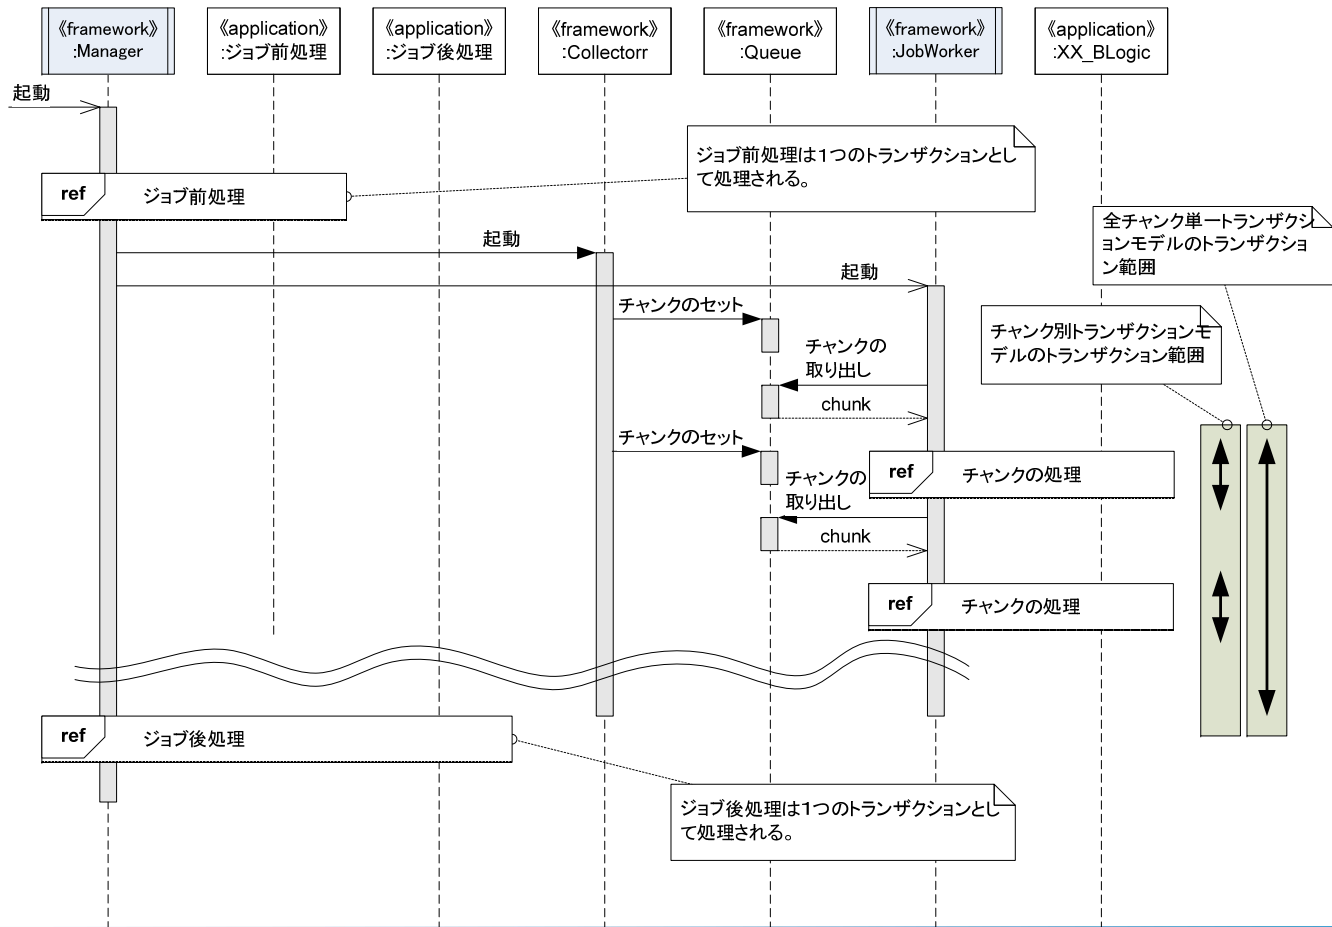 《framework》
:Manager
《application》
:ジョブ前処理
《application》
:ジョブ後処理
《framework》
:Collectorr
《framework》
:Queue
《framework》
:JobWorker
《application》
:XX_BLogic
起動
ジョブ前処理は１つのトランザクションとし
て処理される。
ref
ジョブ前処理
全チャンク単一トランザクシ
ョンモデルのトランザクショ
ン範囲
起動
起動
チャンクのセット
チャンク別トランザクションモ
デルのトランザクション範囲
チャンクの
取り出し
chunk
チャンクのセット
ref
チャンクの処理
チャンクの
取り出し
chunk
ref
チャンクの処理
ref
ジョブ後処理
ジョブ後処理は１つのトランザクションとし
て処理される。